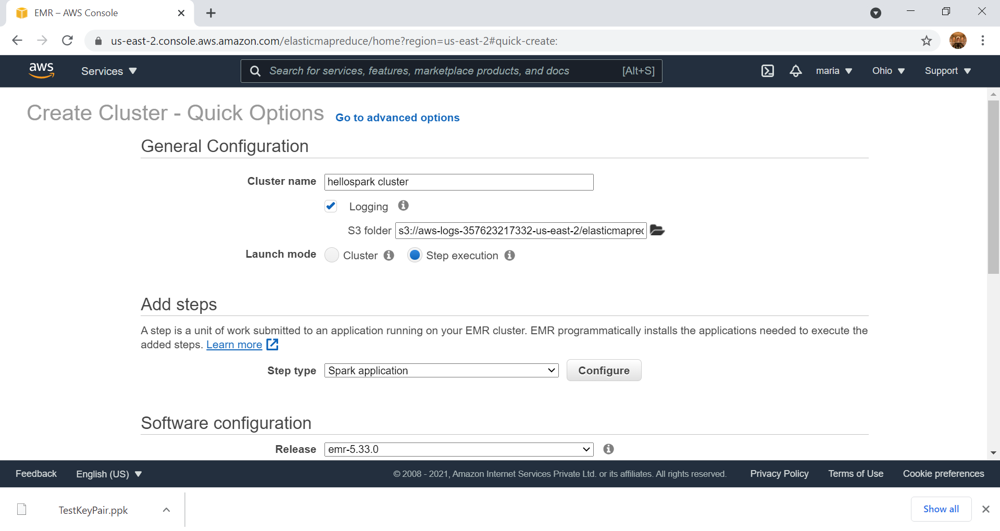 EMR – AWS Console
us-east-2.console.aws.amazon.com/elasticmapreduce/home?region=us-east-2#quick-create:
aws Services Search for services, features, marketplace products, and docs [Alt+S] maria Ohio Support
Create Cluster - Quick Options Go to advanced options
General Configuration
Cluster name hellospark cluster
Logging
S3 folder s3://aws-logs-357623217332-us-east-2/elasticmapred
Launch mode Cluster Step execution
Add steps
A step is a unit of work submitted to an application running on your EMR cluster. EMR programmatically installs the applications needed to execute the
added steps. Learn more
Step type Spark application Configure
Software configuration
Release emr-5.33.0
Feedback English (US) © 2008 - 2021, Amazon Internet Services Private Ltd. or its affiliates. All rights reserved. Privacy Policy Terms of Use Cookie preferences
TestKeyPair.ppk Show all